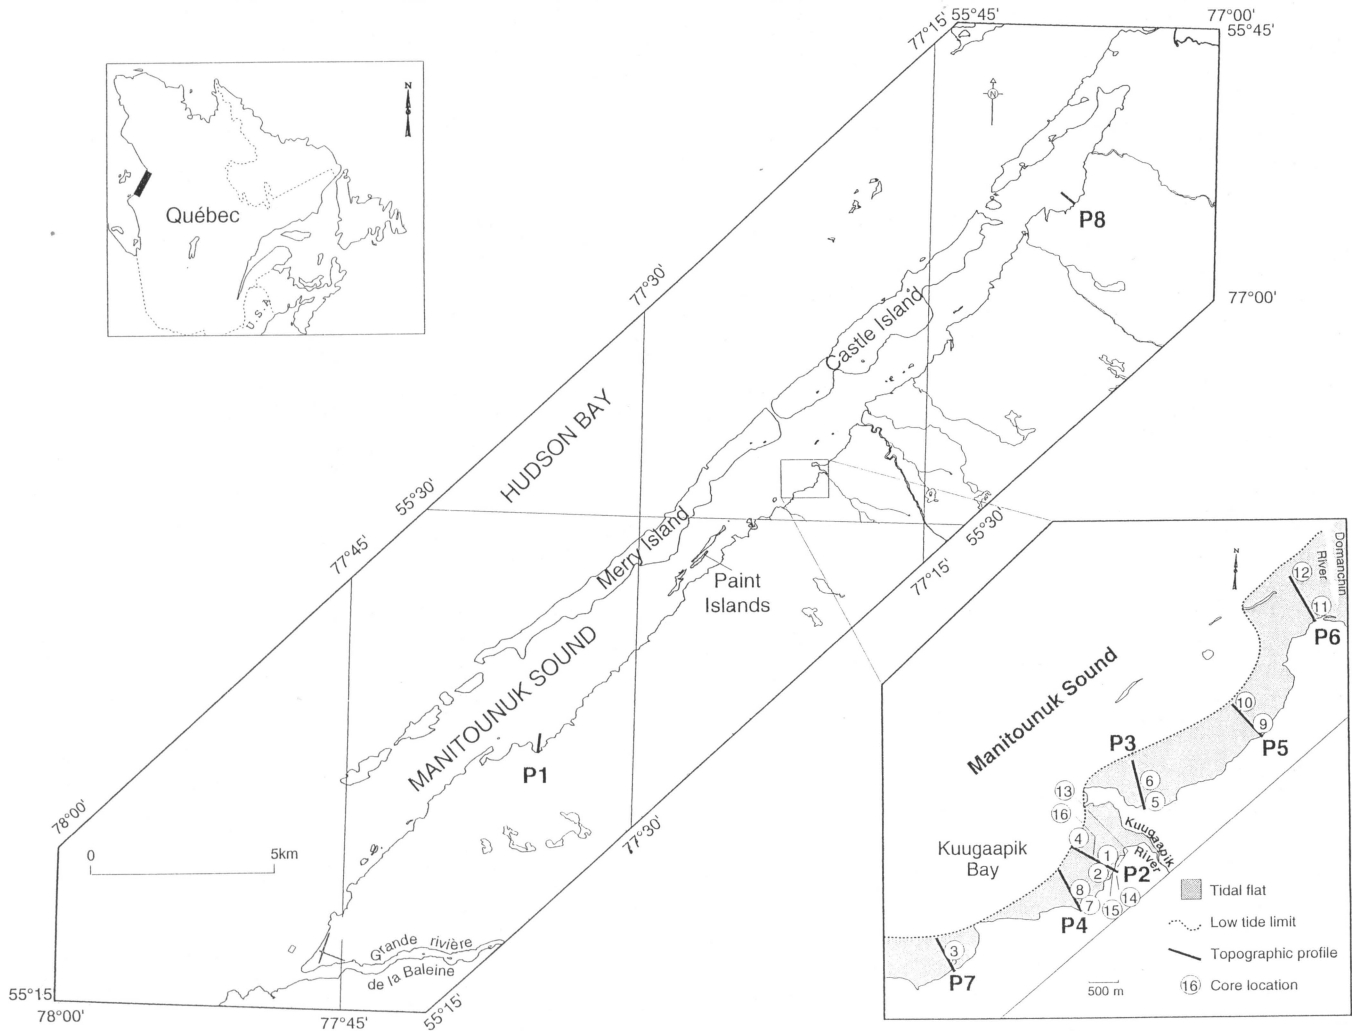 77°15'
55°45'
77°00'
55°45'
N
Québec
U.S.A.
N
P8
77°30'
77°00'
Castle Island
HUDSON BAY
55°30'
77°45'
Merry Island
55°30'
77°15'
Paint
Islands
MANITOUNUK SOUND
P1
78°00'
0 5km
77°30'
Grande rivière
de la Baleine
55°15'
78°00'
77°45'
55°15'
N
Domanchin
River
12
11
P6
Manitounuk Sound
10
9
P5
P3
6
5
13
16
Kuugaapik
River
4
1
2
P2
Kuugaapik
Bay
8
7
14
15
P4
3
P7
Tidal flat
Low tide limit
Topographic profile
16 Core location
500 m